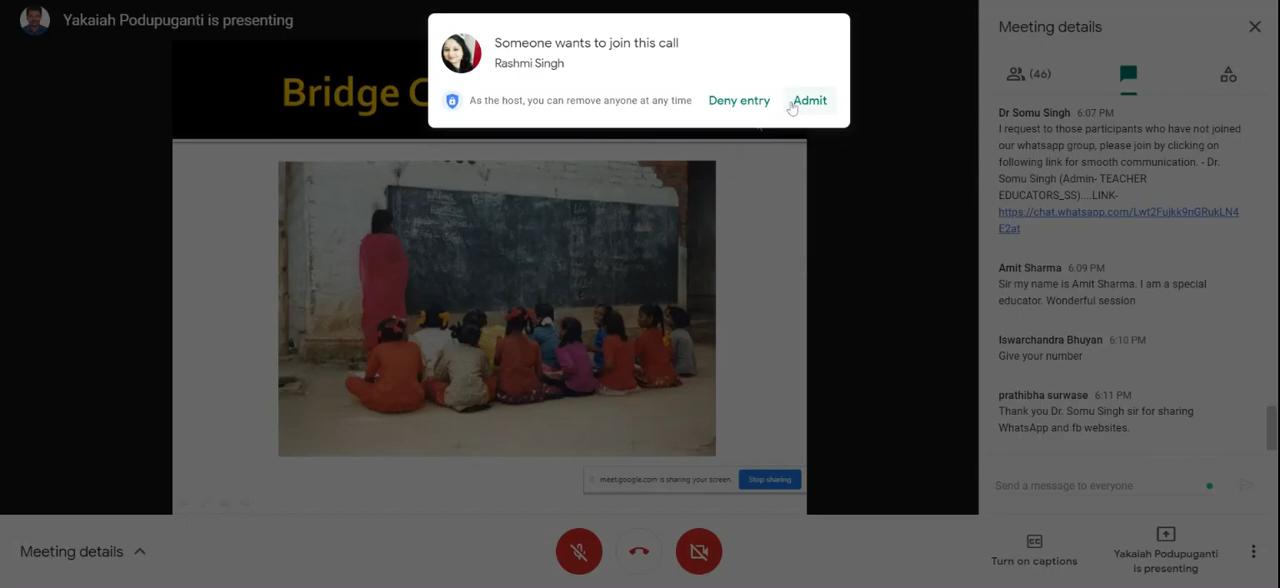 Yakaiah Podupuganti is presenting
Someone wants to join this call
Rashmi Singh
As the host, you can remove anyone at any time
Deny entry
Admit
Bridge C
meet.google.com is sharing your screen.
Stop sharing
Meeting details
(46)
Dr Somu Singh 6:07 PM
I request to those participants who have not joined
our whatsapp group, please join by clicking on
following link for smooth communication. - Dr.
Somu Singh (Admin- TEACHER
EDUCATORS_SS)....LINK-
https://chat.whatsapp.com/Lwt2Fujkk9nGRukLN4
E2at
Amit Sharma 6:09 PM
Sir my name is Amit Sharma. I am a special
educator. Wonderful session
Iswarchandra Bhuyan 6:10 PM
Give your number
prathibha surwase 6:11 PM
Thank you Dr. Somu Singh sir for sharing
WhatsApp and fb websites.
Send a message to everyone
Meeting details
CC
Turn on captions
Yakaiah Podupuganti
is presenting